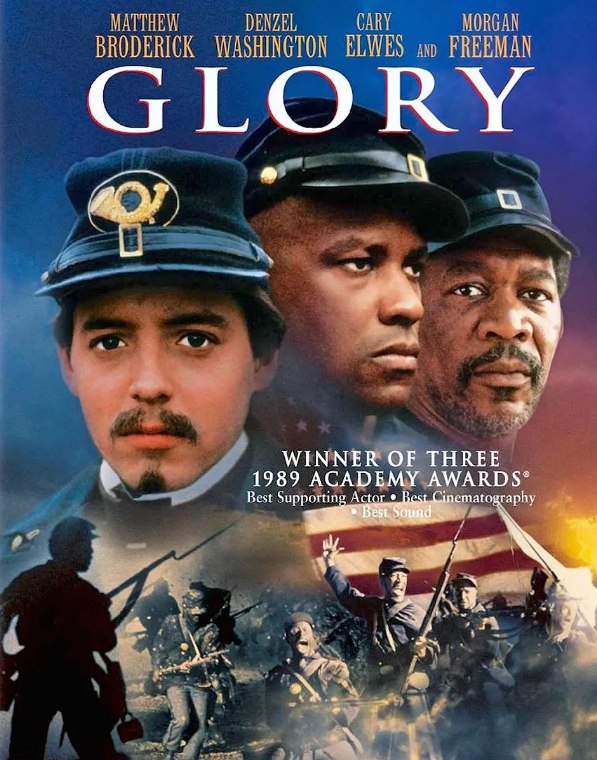 MATTHEW DENZEL CARY MORGAN
BRODERICK WASHINGTON ELWES AND FREEMAN
GLORY
WINNER OF THREE
1989 ACADEMY AWARDS®
Best Supporting Actor • Best Cinematography
• Best Sound